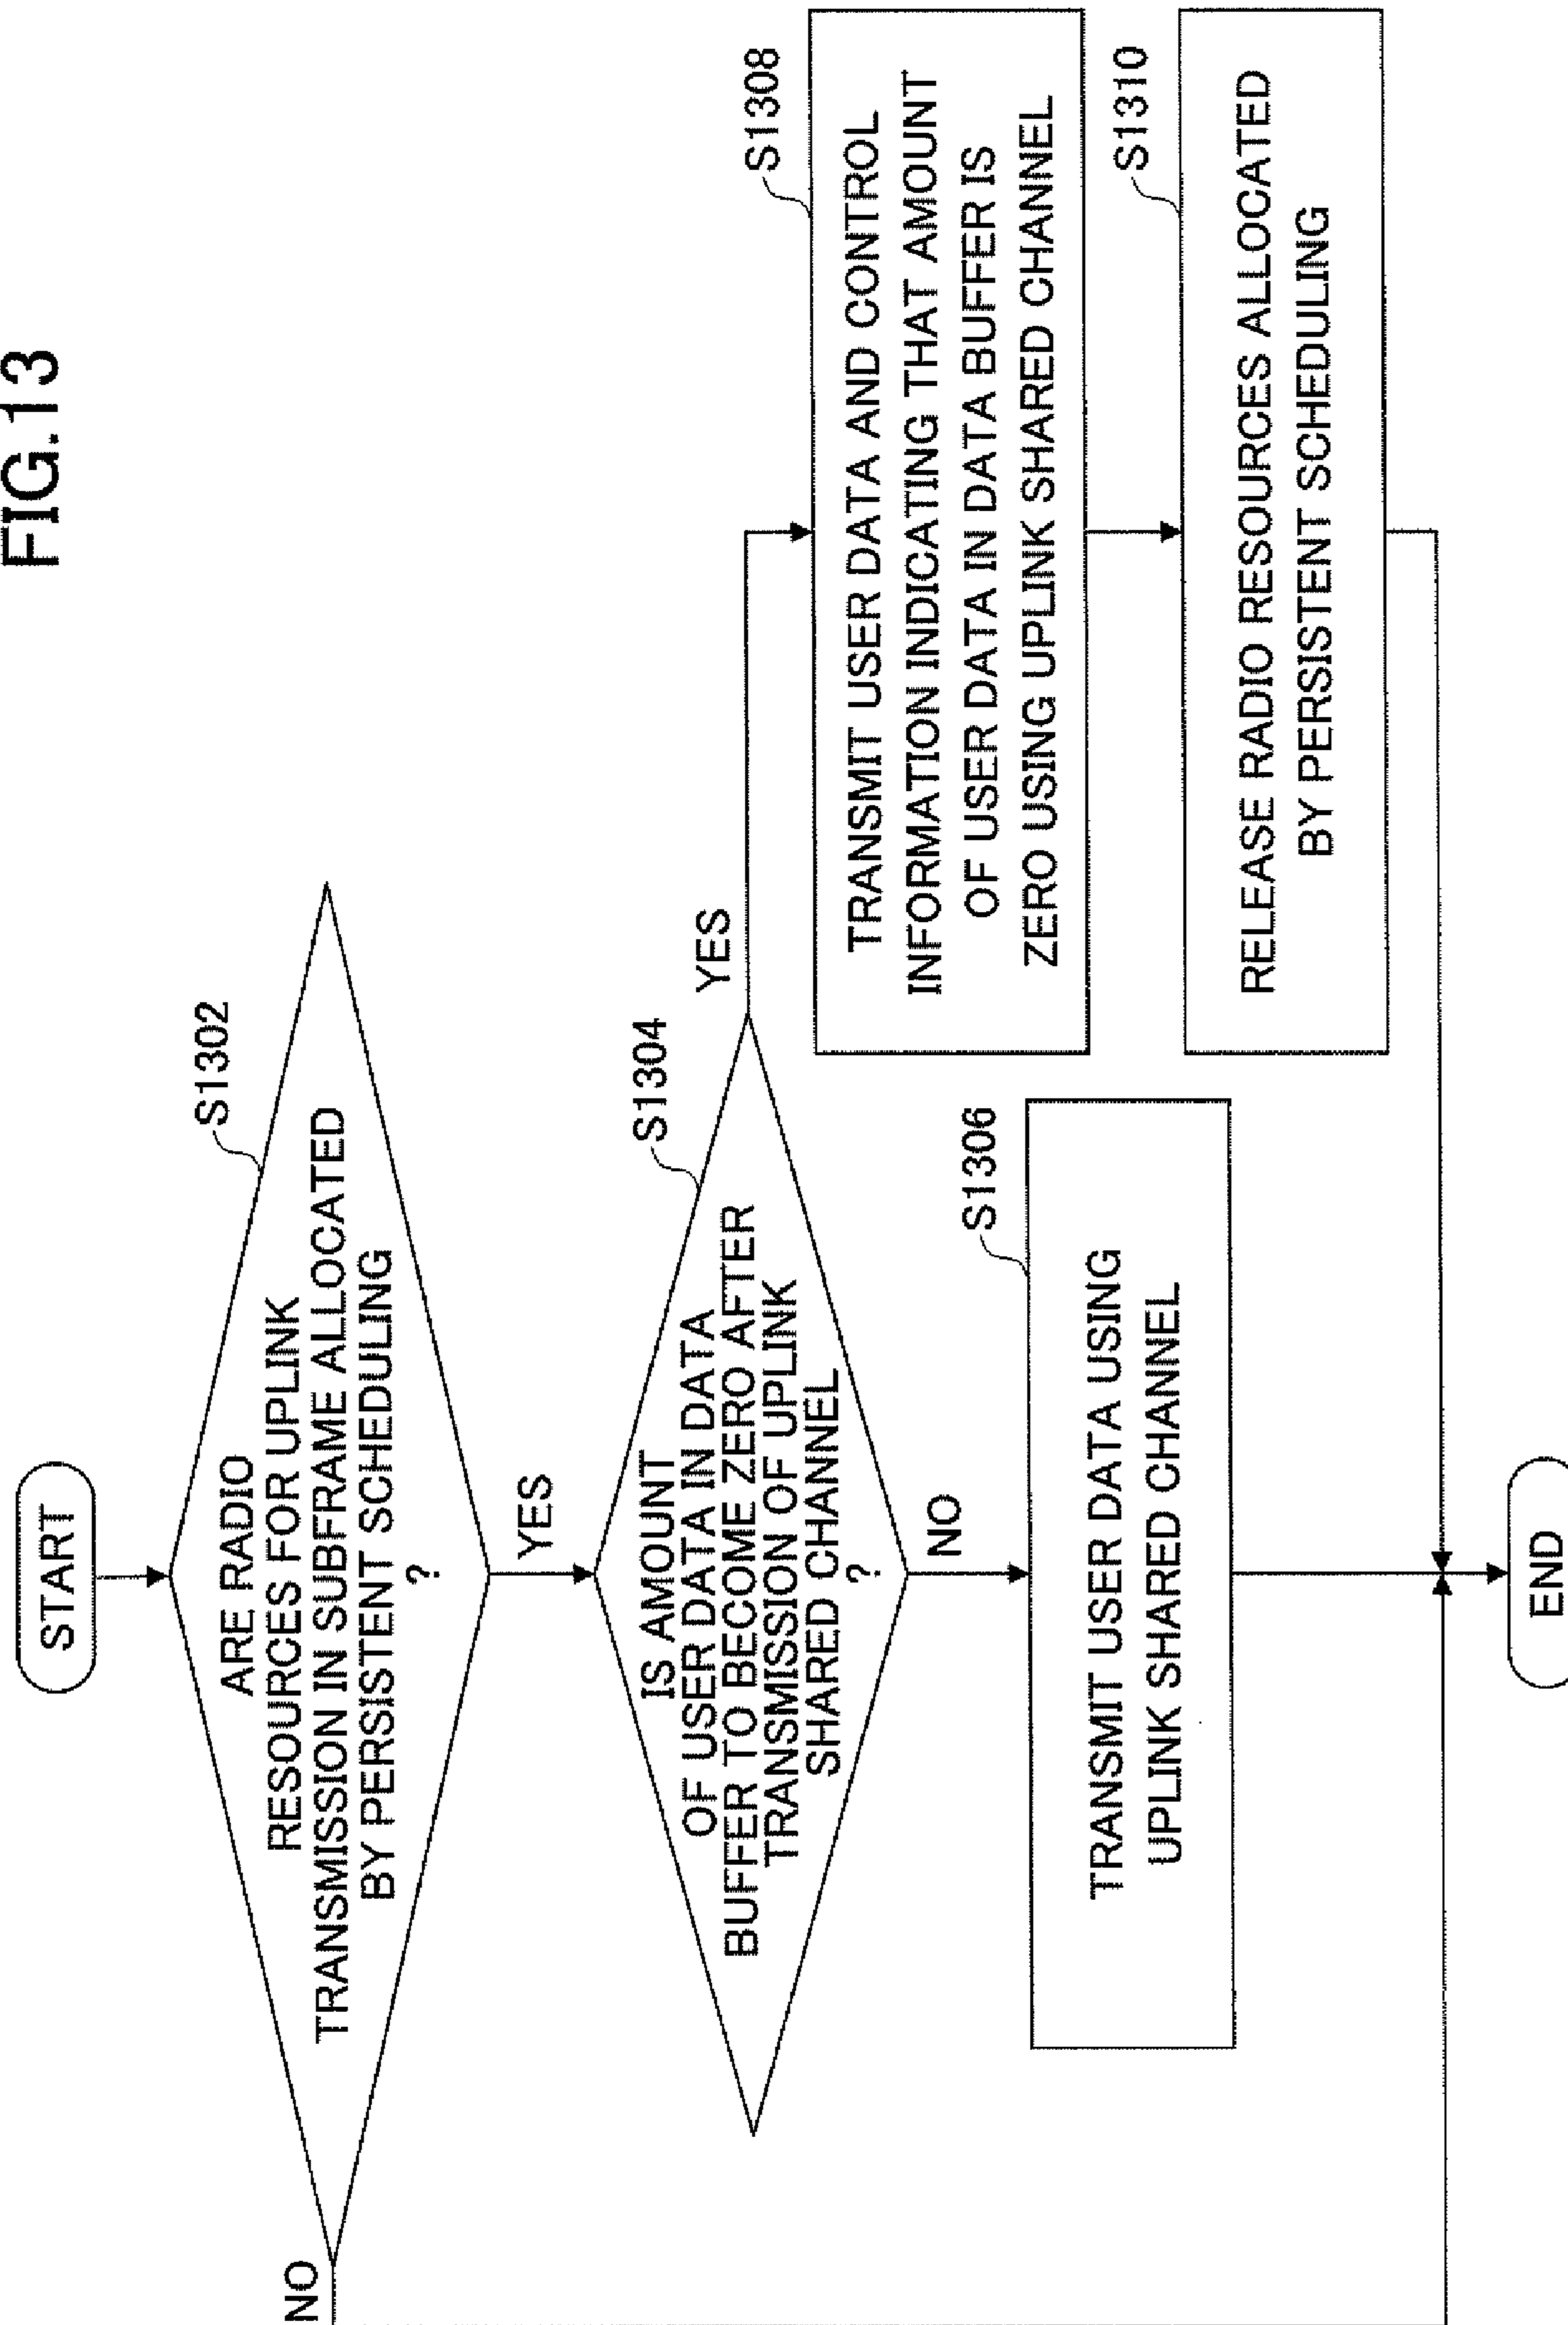 FIG.13
START
S1302
ARE RADIO
RESOURCES FOR UPLINK
TRANSMISSION IN SUBFRAME ALLOCATED
BY PERSISTENT SCHEDULING
?
NO
YES
S1304
IS AMOUNT
OF USER DATA IN DATA
BUFFER TO BECOME ZERO AFTER
TRANSMISSION OF UPLINK
SHARED CHANNEL
?
YES
NO
S1306
TRANSMIT USER DATA USING
UPLINK SHARED CHANNEL
S1308
TRANSMIT USER DATA AND CONTROL
INFORMATION INDICATING THAT AMOUNT
OF USER DATA IN DATA BUFFER IS
ZERO USING UPLINK SHARED CHANNEL
S1310
RELEASE RADIO RESOURCES ALLOCATED
BY PERSISTENT SCHEDULING
END